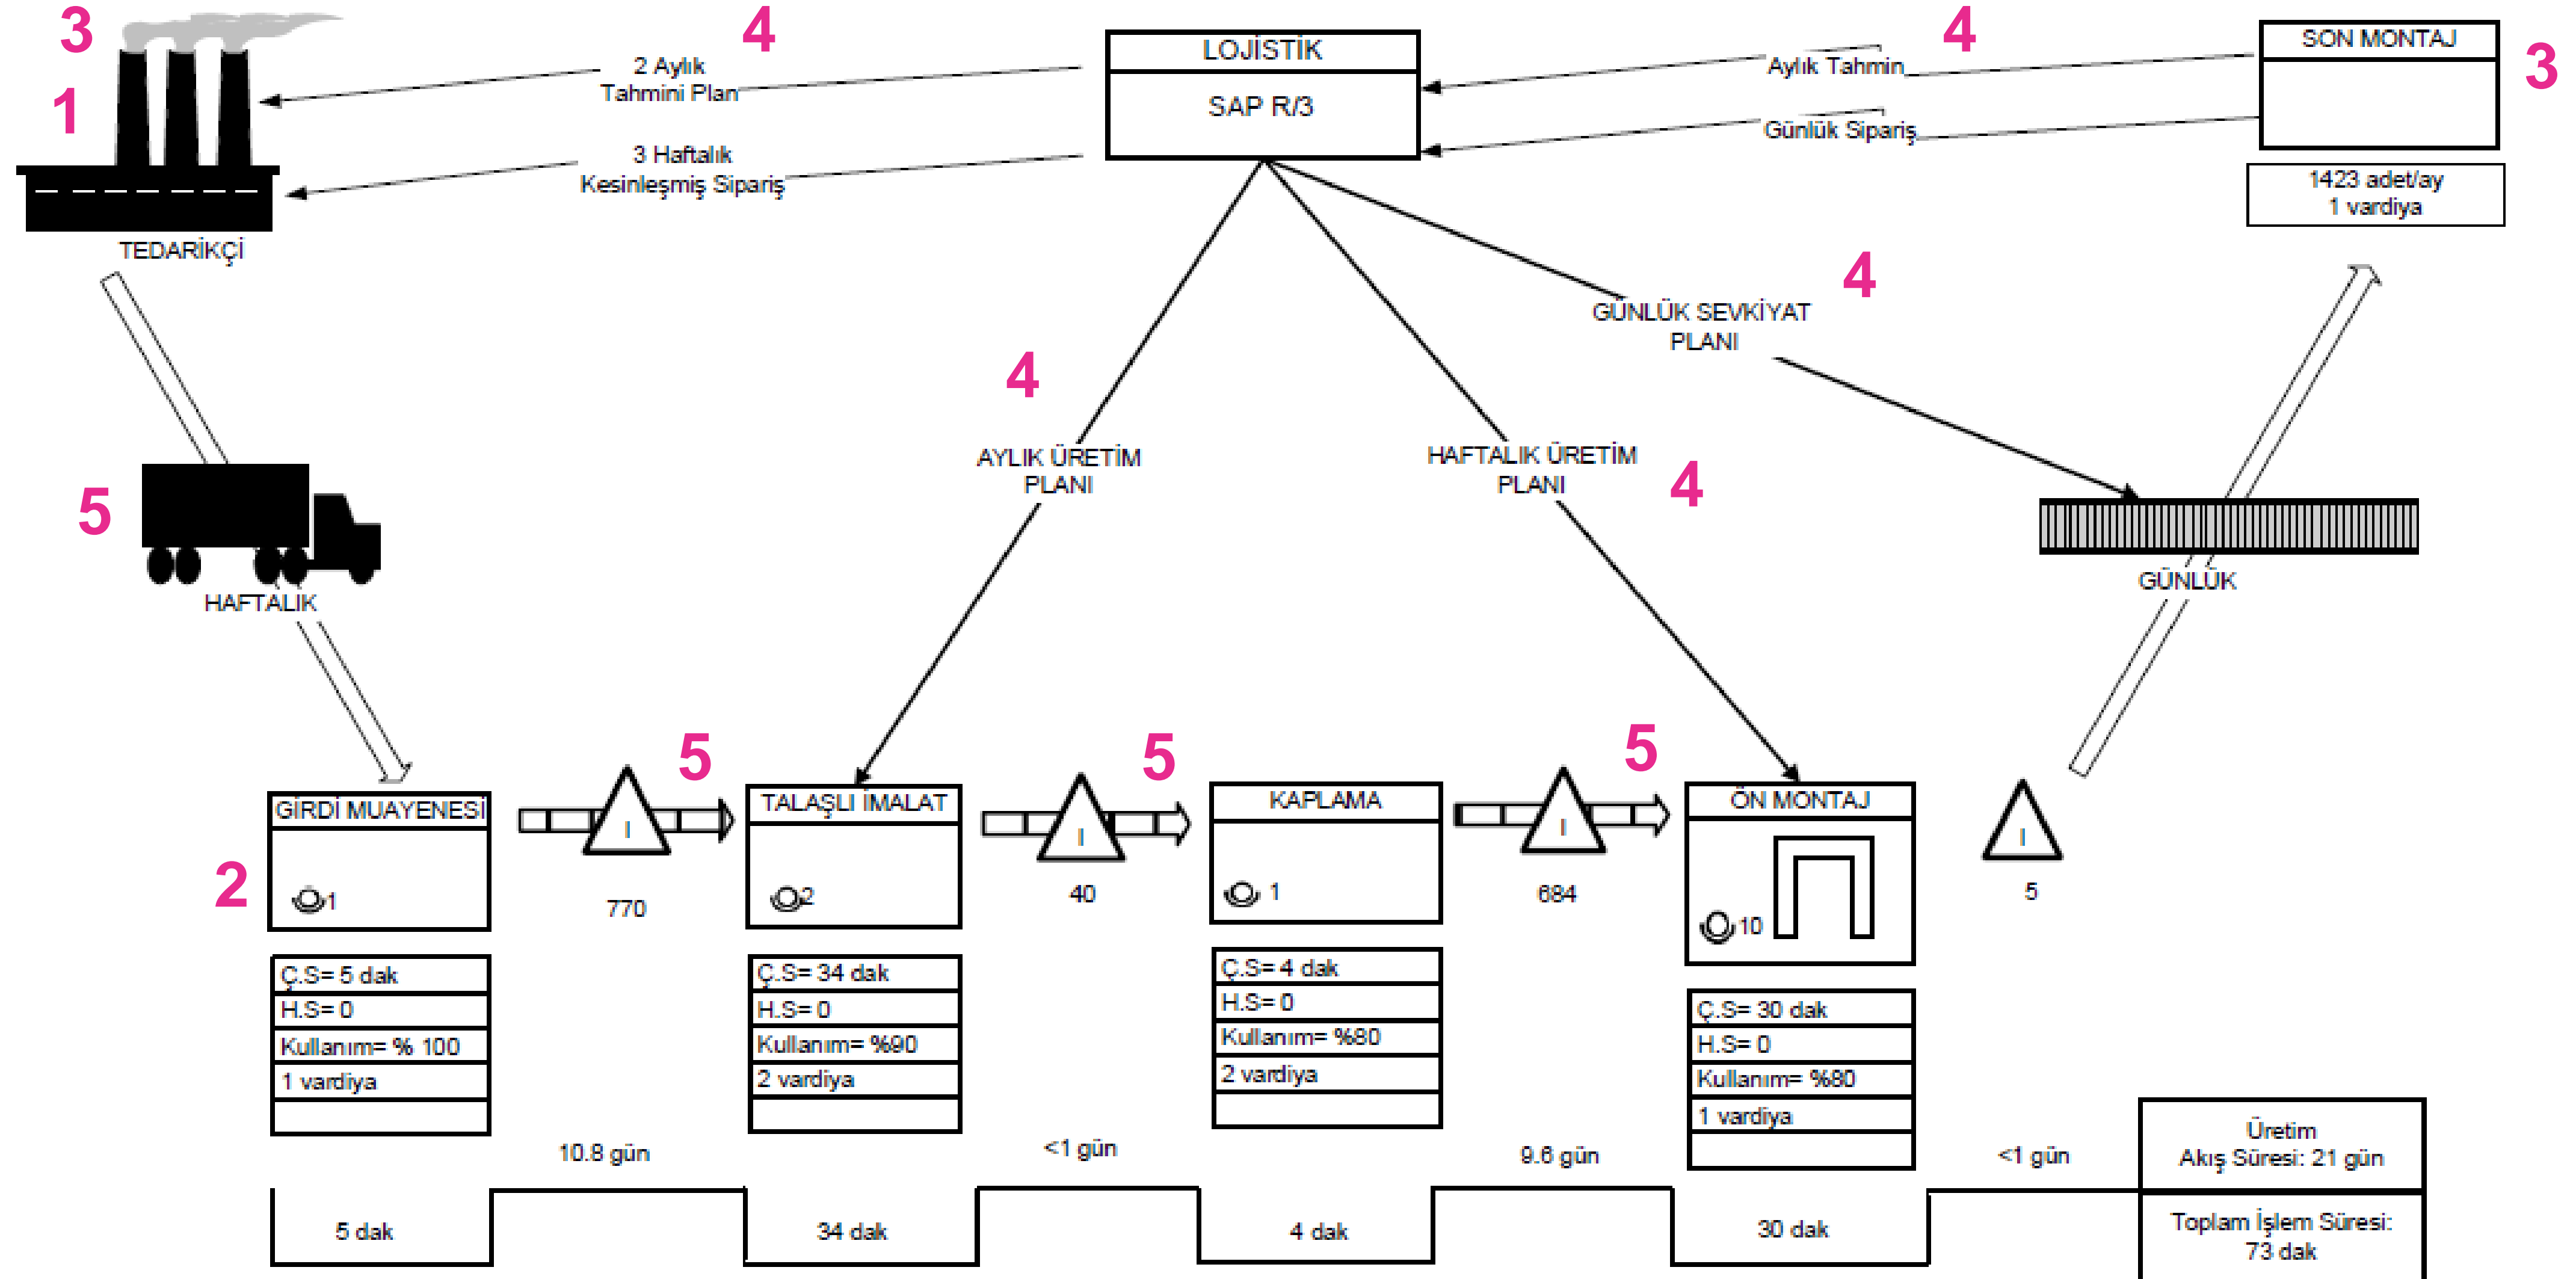 3
4
LOJİSTİK
4
SON MONTAJ
3
1
2 Aylık
Tahmini Plan
SAP R/3
Aylık Tahmin
Günlük Sipariş
3 Haftalık
Kesinleşmiş Sipariş
1423 adet/ay
1 vardiya
TEDARİKÇİ
4
GÜNLÜK SEVKİYAT
PLANI
4
AYLIK ÜRETİM
PLANI
HAFTALIK ÜRETİM
PLANI
4
5
HAFTALIK
GÜNLÜK
5
5
5
GİRDİ MUAYENESİ
TALAŞLI İMALAT
KAPLAMA
ÖN MONTAJ
I
I
I
I
2
1
770
2
40
1
684
10
5
Ç.S= 5 dak
H.S= 0
Kullanım= % 100
1 vardiya
Ç.S= 34 dak
H.S= 0
Kullanım= %90
2 vardiya
Ç.S= 4 dak
H.S= 0
Kullanım= %80
2 vardiya
Ç.S= 30 dak
H.S= 0
Kullanım= %80
1 vardiya
10.8 gün
<1 gün
9.6 gün
<1 gün
Üretim
Akış Süresi: 21 gün
5 dak
34 dak
4 dak
30 dak
Toplam İşlem Süresi:
73 dak